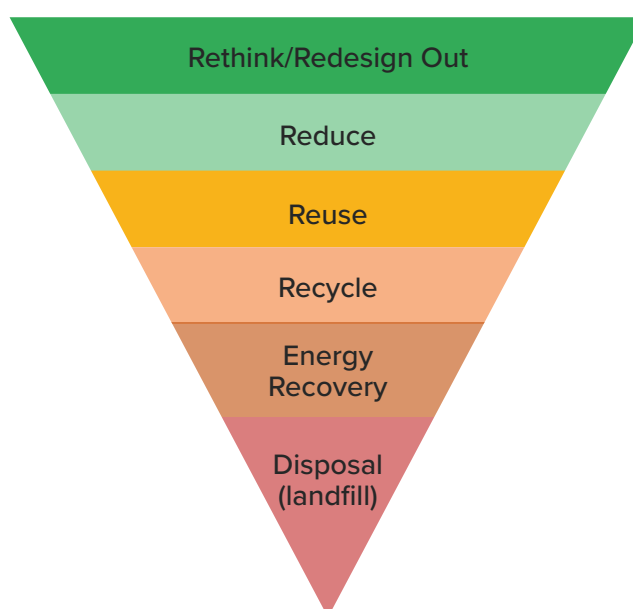 Rethink/Redesign Out
Reduce
Reuse
Recycle
Energy
Recovery
Disposal
(landfill)